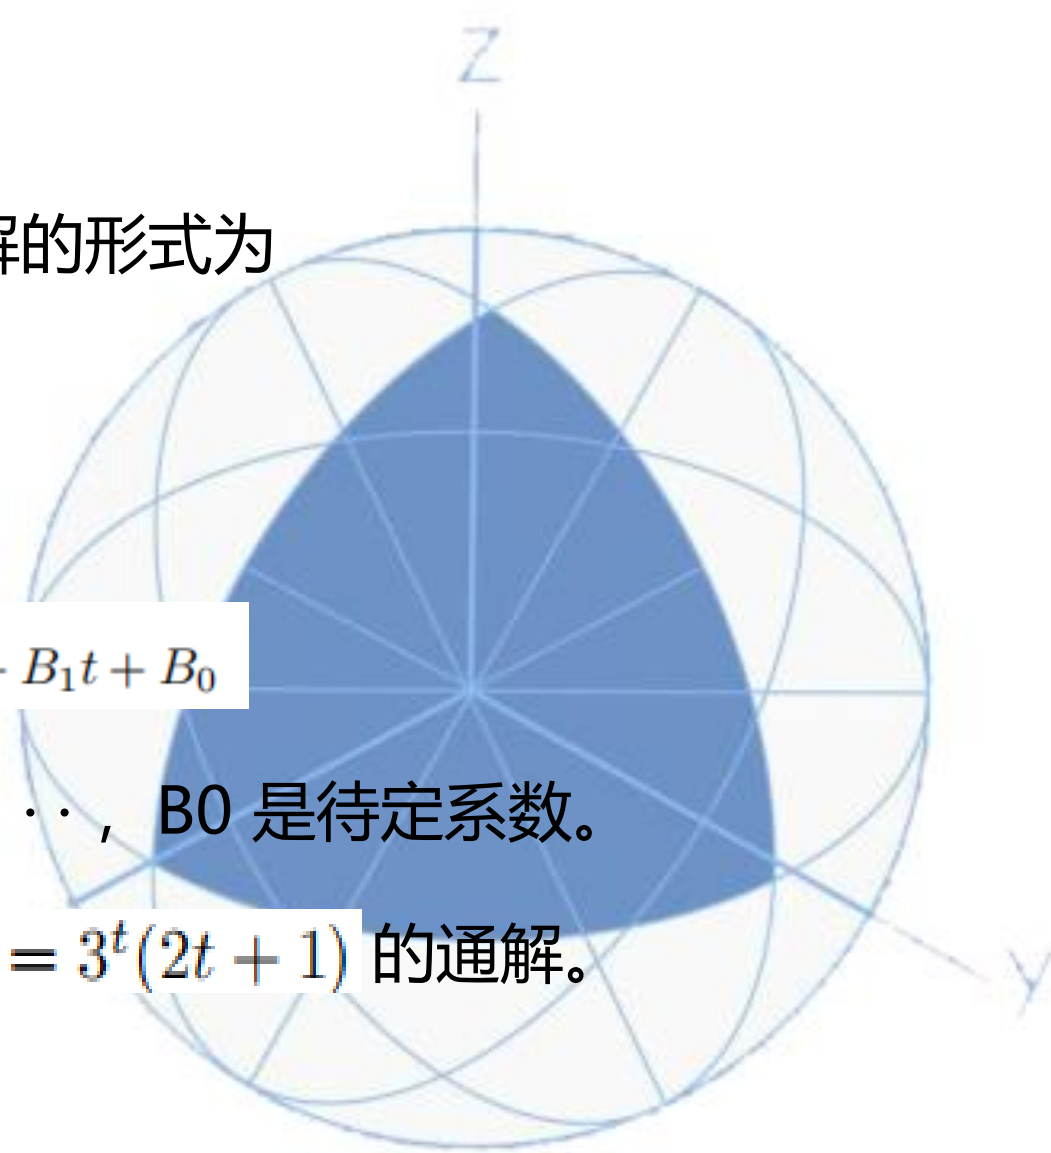 Z
解的形式为
B₁t + B₀
··，B0 是待定系数。
= 3ᵗ(2t + 1) 的通解。
y